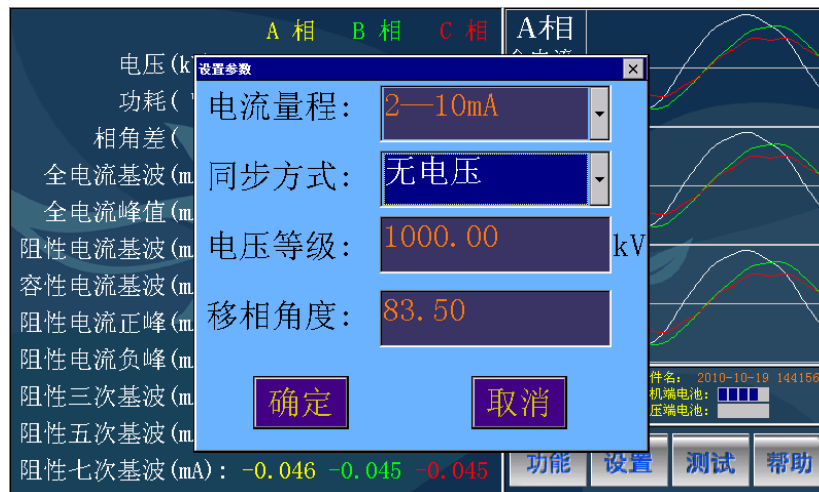 A 相 B 相 C 相
A相
电压(k
功耗(
相角差(
全电流基波(m
全电流峰值(m
阻性电流基波(m
容性电流基波(m
阻性电流正峰(m
阻性电流负峰(m
阻性三次基波(m
阻性五次基波(m
阻性七次基波(mA): -0.046 -0.045 -0.045
设置参数
电流量程: 2—10mA
同步方式: 无电压
电压等级: 1000.00 kV
移相角度: 83.50
确定 取消
件名: 2010-10-19 144156
机端电池:
压端电池:
功能 设置 测试 帮助